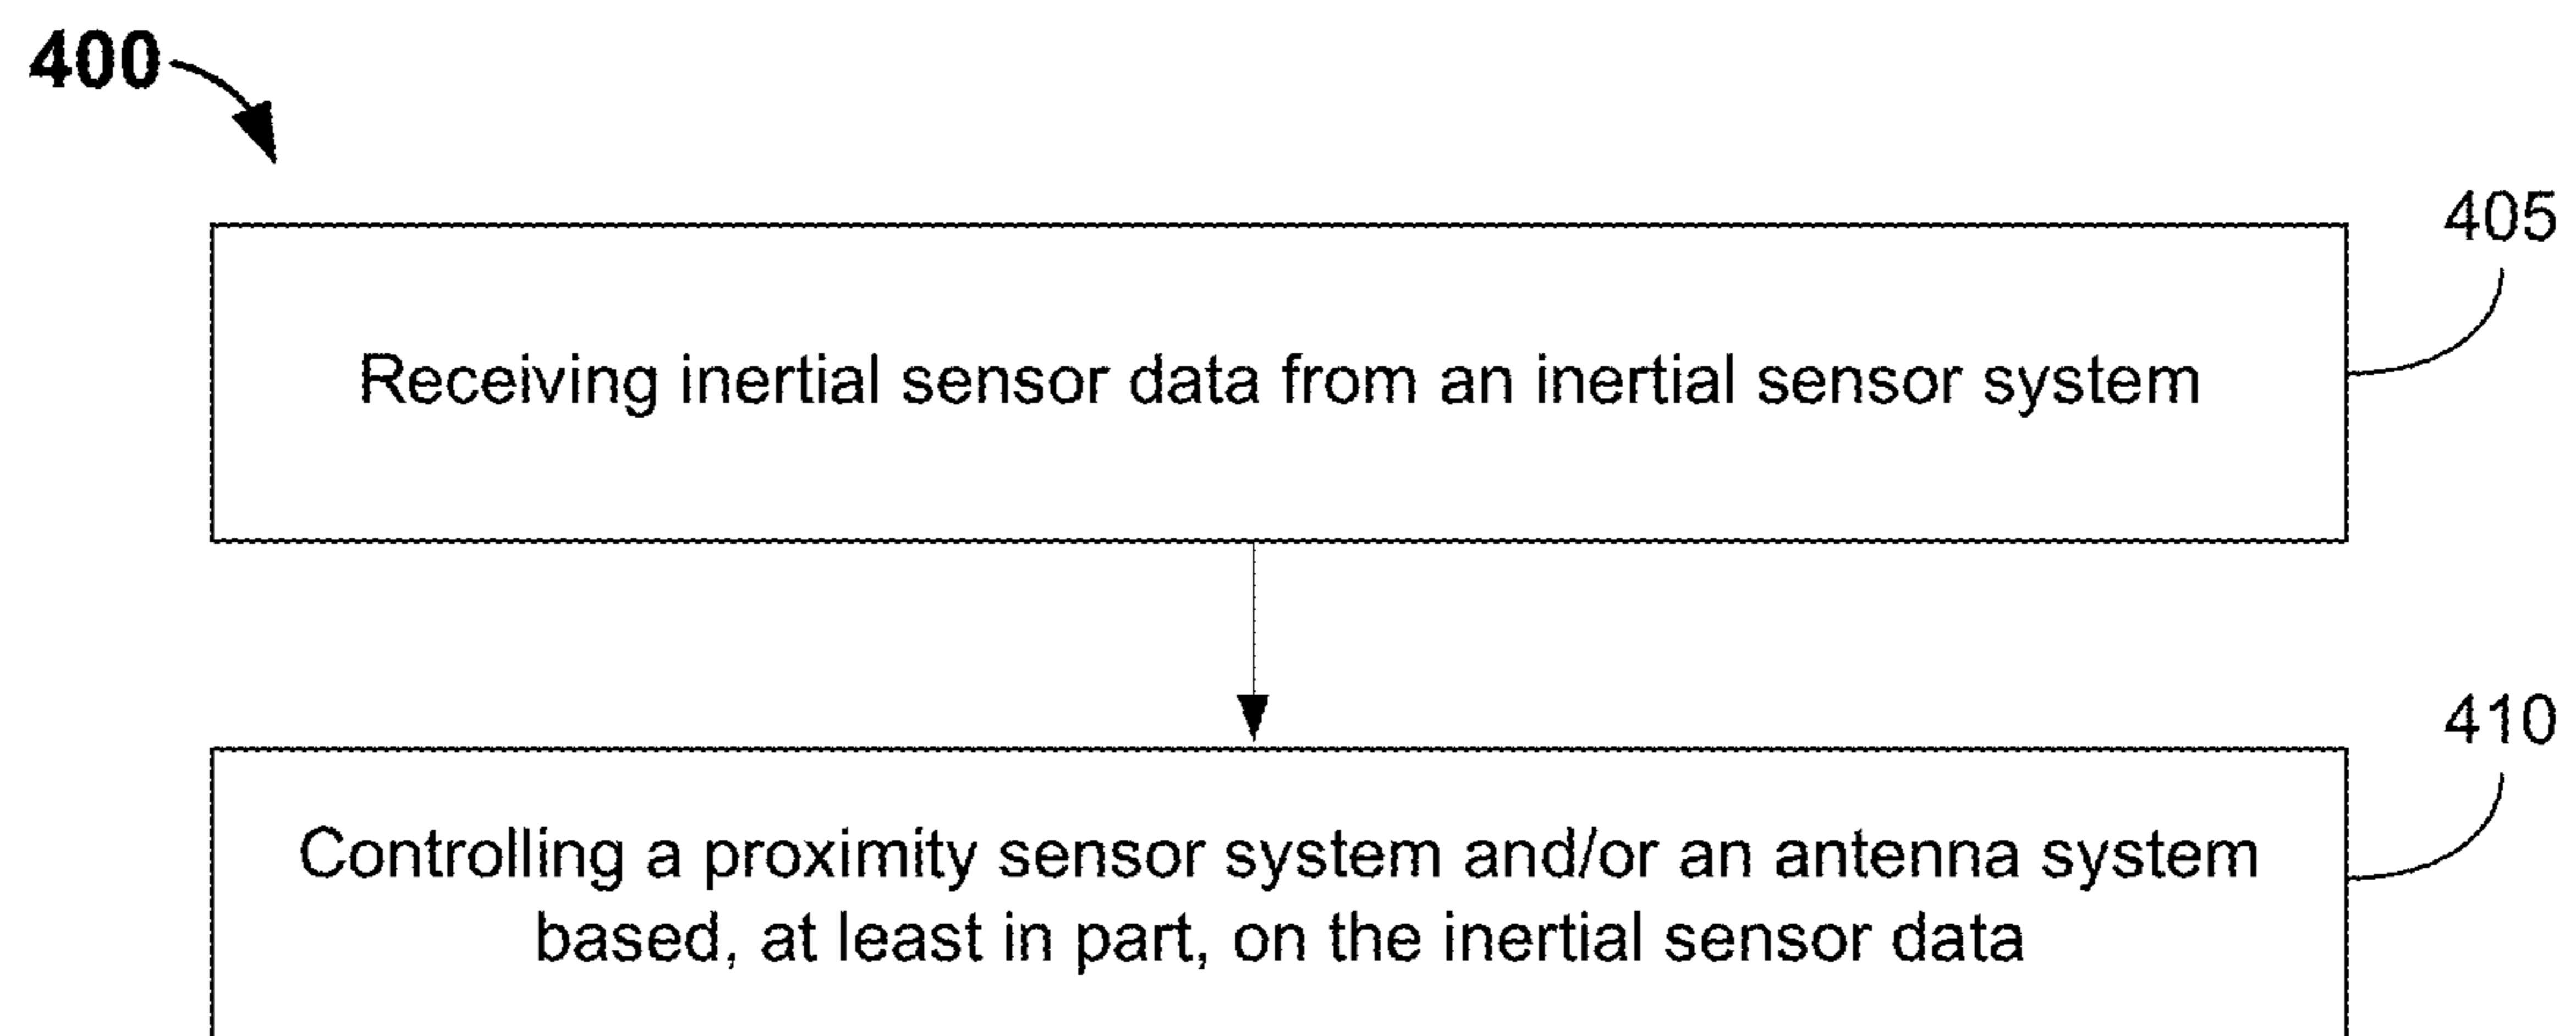 400
405
Receiving inertial sensor data from an inertial sensor system
410
Controlling a proximity sensor system and/or an antenna system
based, at least in part, on the inertial sensor data